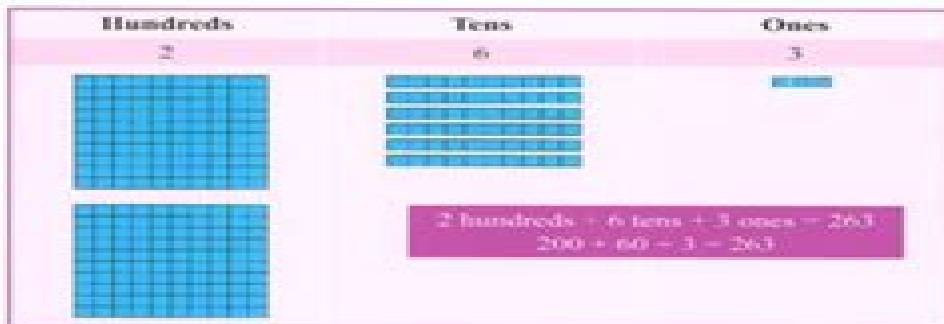 Hundreds Tens Ones
2 6 3
2 hundreds + 6 tens + 3 ones = 263
200 + 60 + 3 = 263